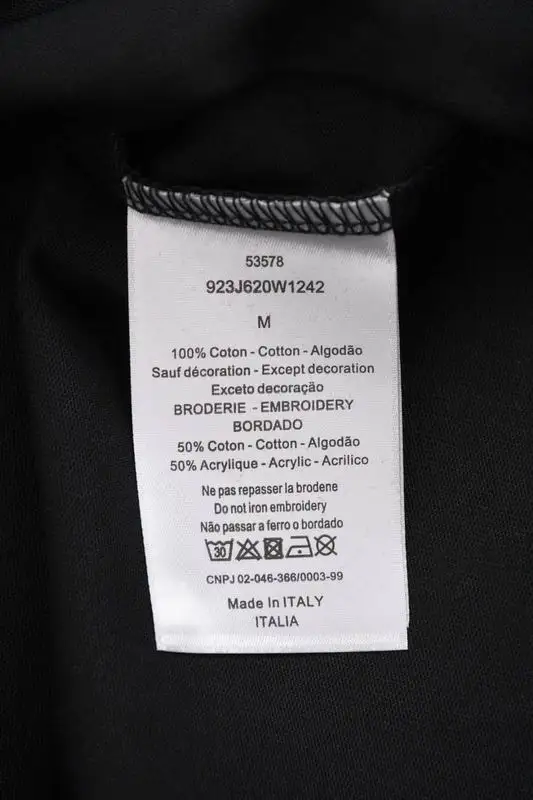 53578
923J620W1242
M
100% Coton - Cotton - Algodão
Sauf décoration - Except decoration
Exceto decoração
BRODERIE - EMBROIDERY
BORDADO
50% Coton - Cotton - Algodão
50% Acrylique - Acrylic - Acrilico
Ne pas repasser la brodene
Do not iron embroidery
Não passar a ferro o bordado
30
CNPJ 02-046-366/0003-99
Made In ITALY
ITALIA